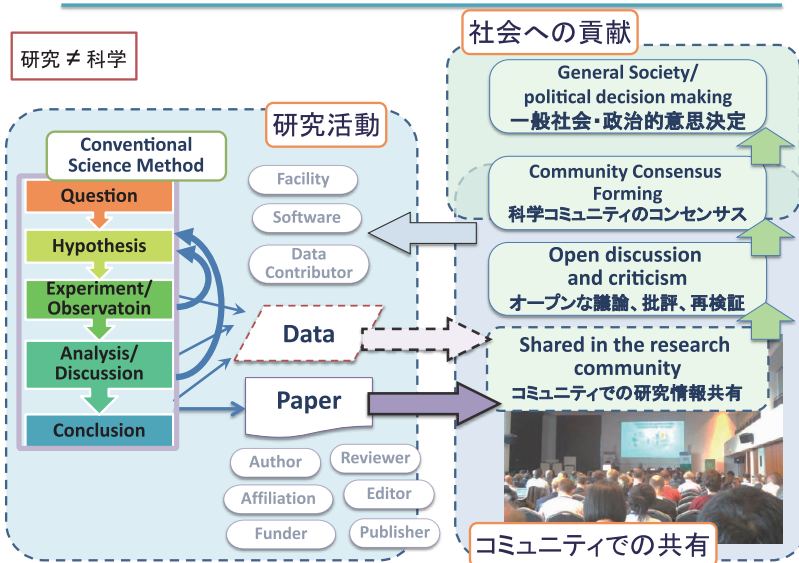 社会への貢献
研究 ≠ 科学
General Society/
political decision making
一般社会・政治的意思決定
研究活動
Conventional
Science Method
Question
Hypothesis
Experiment/
Observatoin
Analysis/
Discussion
Conclusion
Facility
Software
Data
Contributor
Data
Paper
Author
Reviewer
Affiliation
Editor
Funder
Publisher
Community Consensus
Forming
科学コミュニティのコンセンサス
Open discussion
and criticism
オープンな議論、批評、再検証
Shared in the research
community
コミュニティでの研究情報共有
コミュニティでの共有